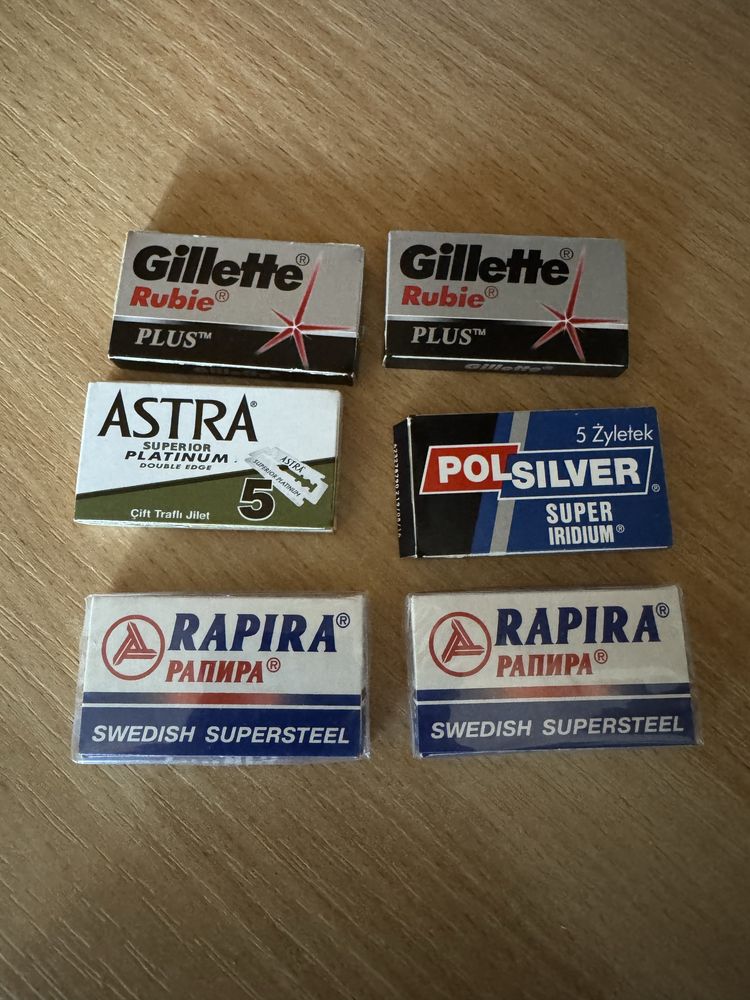 Gillette®
Rubie®
PLUS™
Gillette®
Rubie®
PLUS™
Gillette®
ASTRA®
SUPERIOR
PLATINUM
DOUBLE EDGE
ASTRA
SUPERIOR PLATINUM
5
Çift Traflı Jilet
5 Żyletek
POLSILVER®
SUPER
IRIDIUM®
RAPIRA®
РАПИРА®
SWEDISH SUPERSTEEL
RAPIRA®
РАПИРА®
SWEDISH SUPERSTEEL